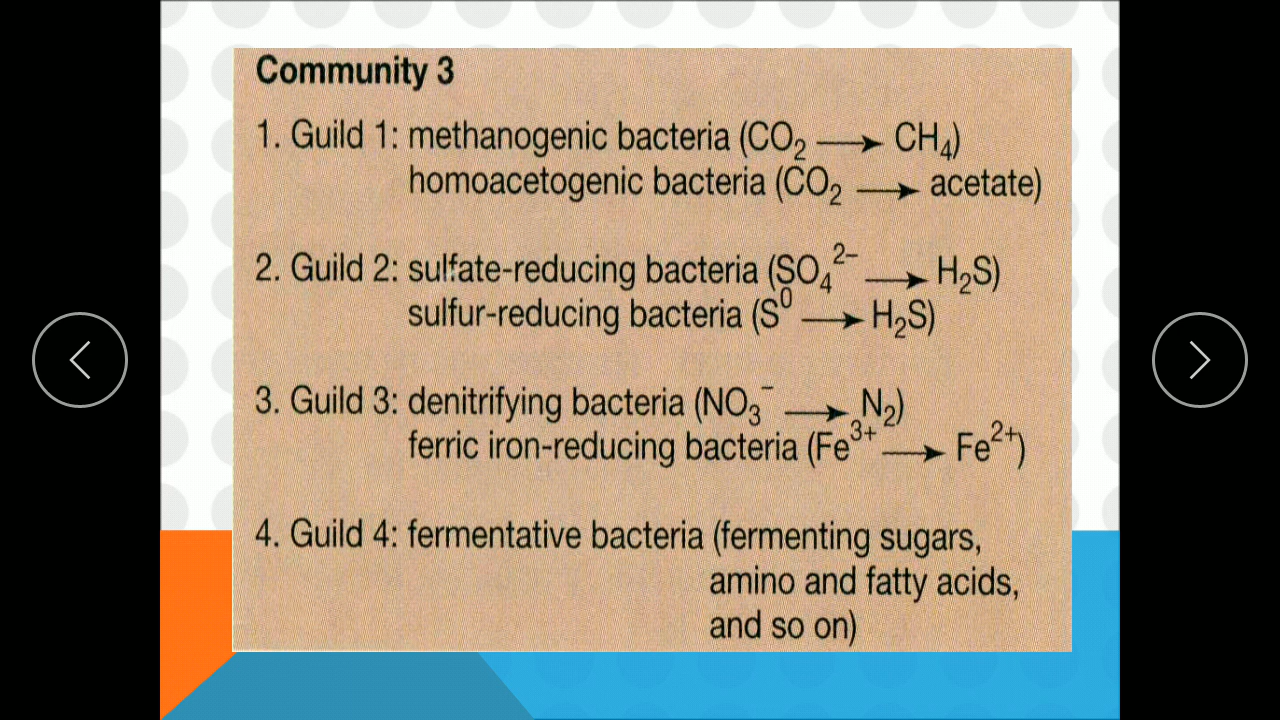 Community 3
1. Guild 1: methanogenic bacteria (CO₂ → CH₄)
homoacetogenic bacteria (CO₂ → acetate)
2. Guild 2: sulfate-reducing bacteria (SO₄²⁻ → H₂S)
sulfur-reducing bacteria (S⁰ → H₂S)
3. Guild 3: denitrifying bacteria (NO₃⁻ → N₂)
ferric iron-reducing bacteria (Fe³⁺ → Fe²⁺)
4. Guild 4: fermentative bacteria (fermenting sugars,
amino and fatty acids,
and so on)